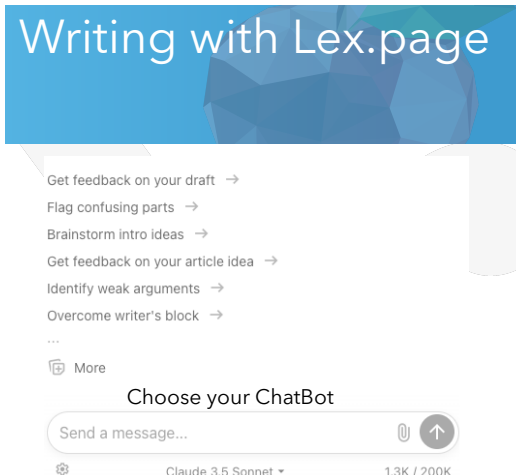 Writing with Lex.page
Get feedback on your draft →
Flag confusing parts →
Brainstorm intro ideas →
Get feedback on your article idea →
Identify weak arguments →
Overcome writer's block →
...
More
Choose your ChatBot
Send a message...
Claude 3.5 Sonnet
1.3K / 200K